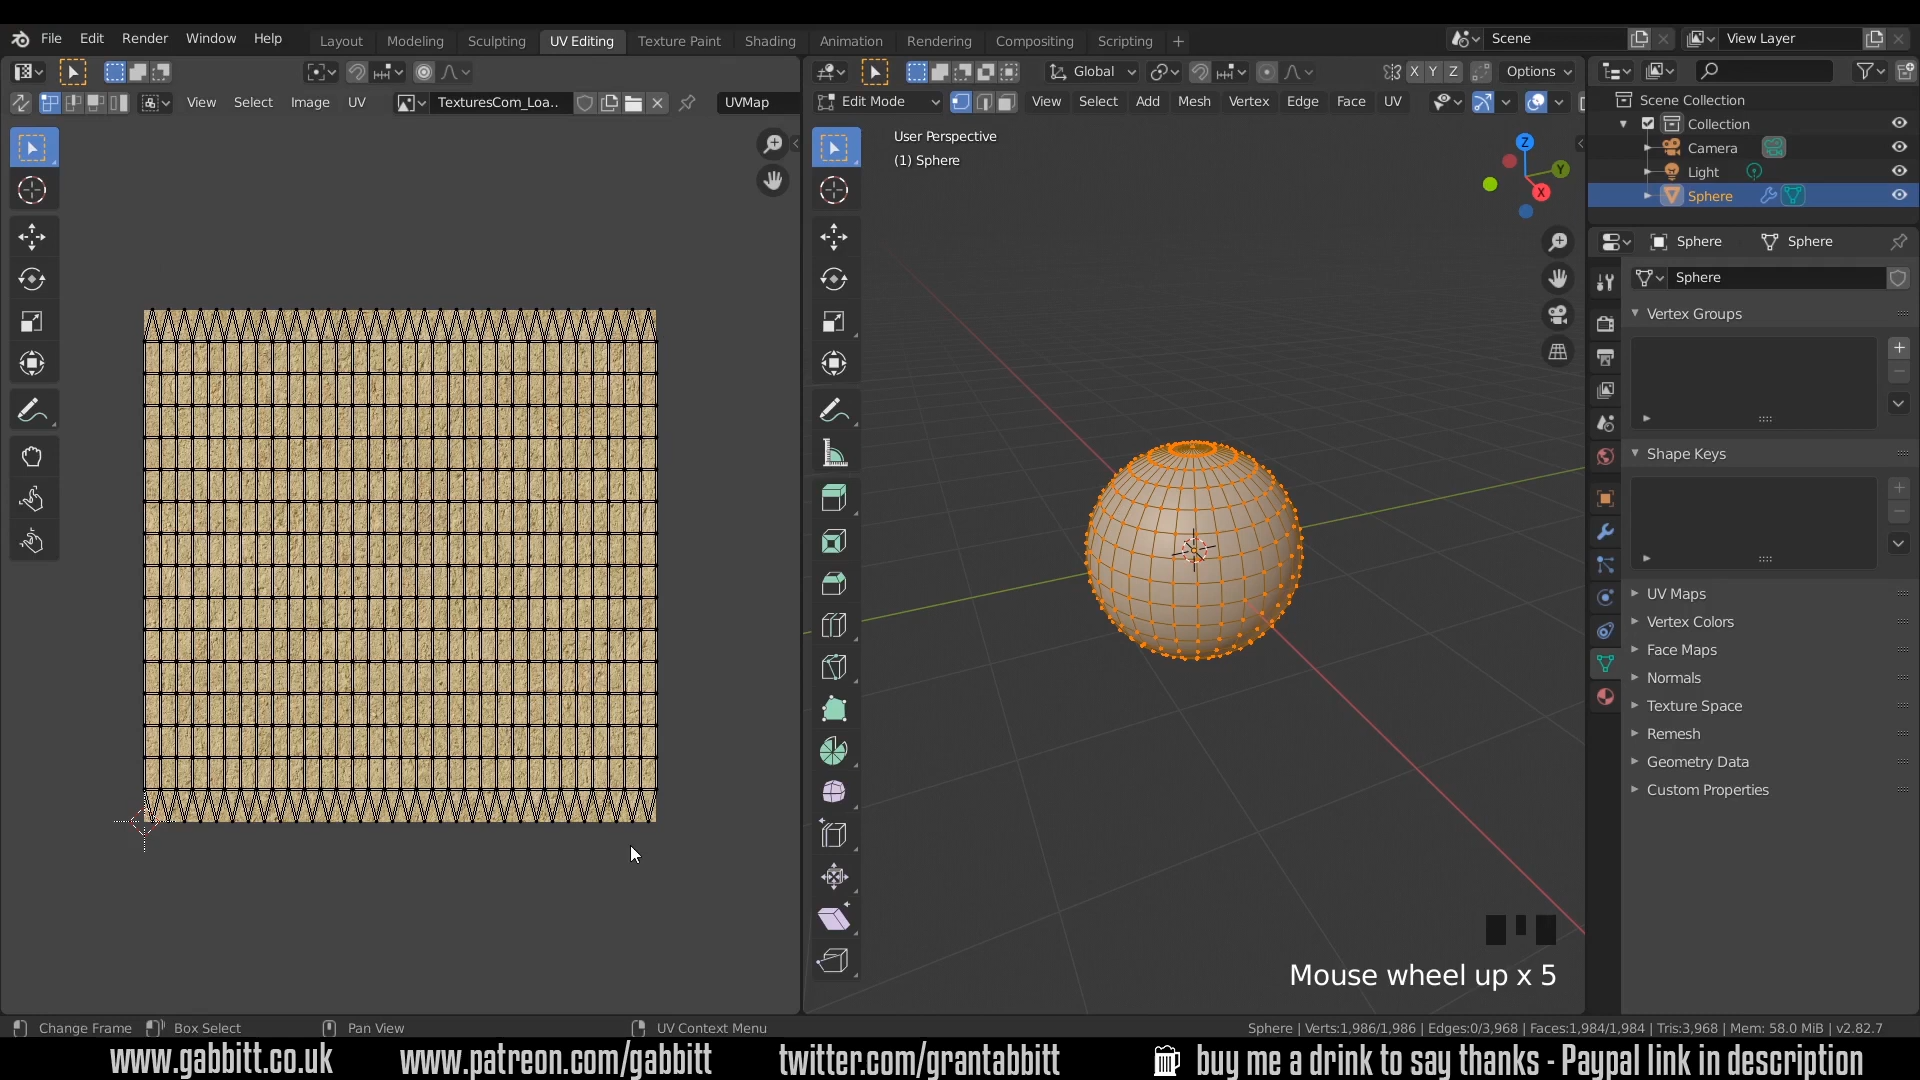 File Edit Render Window Help
Layout Modeling Sculpting UV Editing Texture Paint Shading Animation Rendering Compositing Scripting +
Scene View Layer
Global X Y Z Options
View Select Image UV TexturesCom_Loa.. UVMap
Edit Mode View Select Add Mesh Vertex Edge Face UV
User Perspective
(1) Sphere
Z
Y
X
Scene Collection
Collection
Camera
Light
Sphere
Sphere Sphere
Sphere
Vertex Groups
Shape Keys
UV Maps
Vertex Colors
Face Maps
Normals
Texture Space
Remesh
Geometry Data
Custom Properties
Mouse wheel up x 5
Change Frame Box Select Pan View UV Context Menu
Sphere | Verts:1,986/1,986 | Edges:0/3,968 | Faces:1,984/1,984 | Tris:3,968 | Mem: 58.0 MiB | v2.82.7
www.gabbitt.co.uk www.patreon.com/gabbitt twitter.com/grantabbitt buy me a drink to say thanks - Paypal link in description